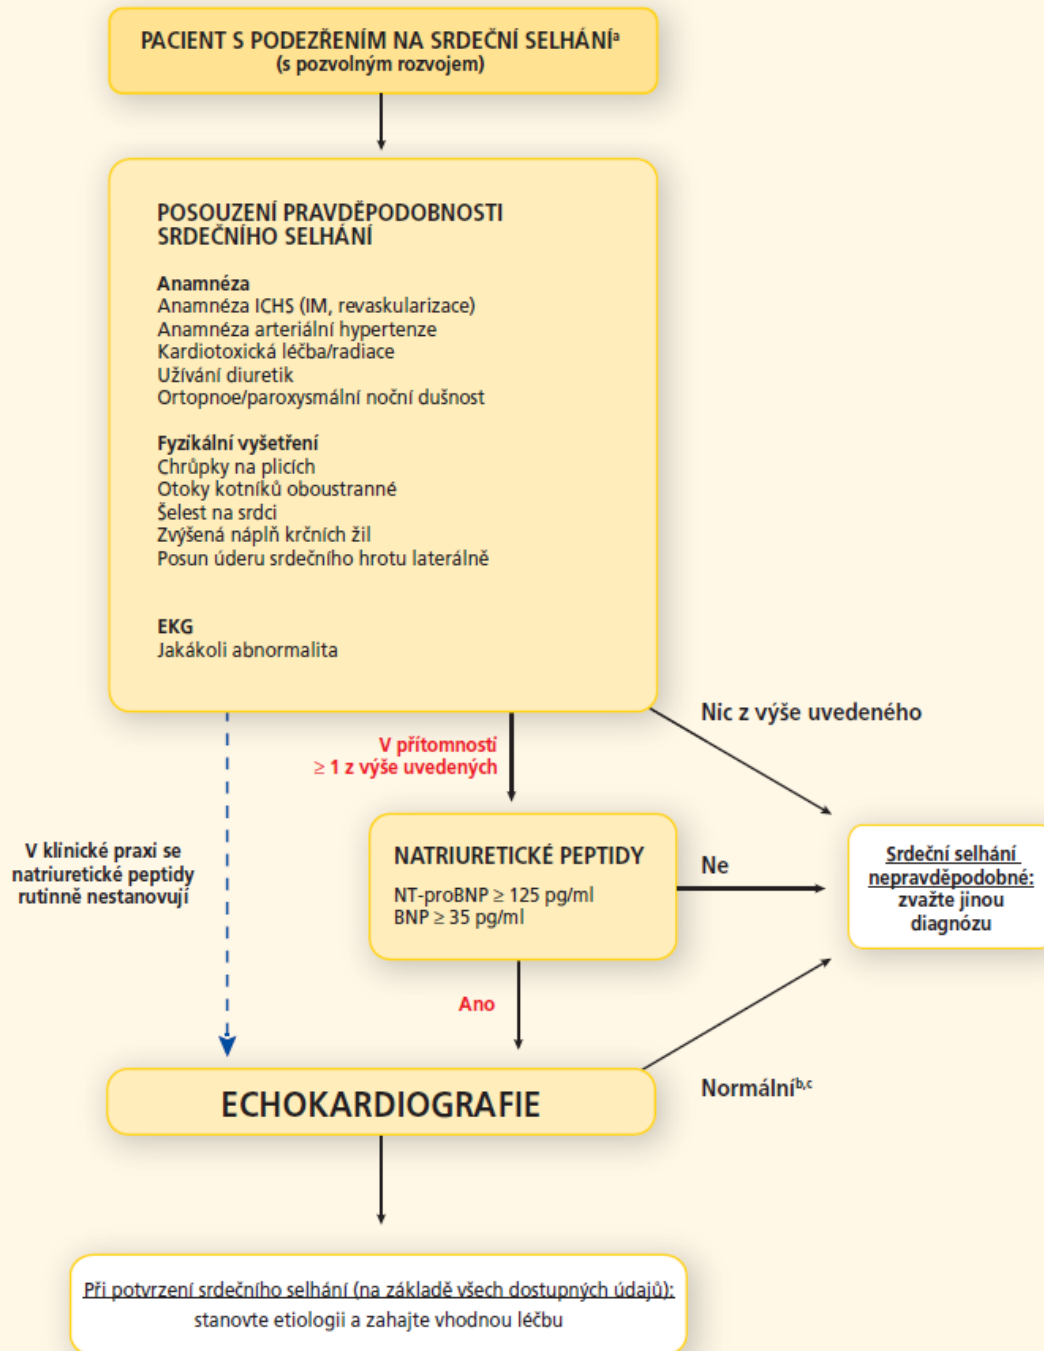 PACIENT S PODEZŘENÍM NA SRDEČNÍ SELHÁNÍᵃ
(s pozvolným rozvojem)
POSOUZENÍ PRAVDĚPODOBNOSTI
SRDEČNÍHO SELHÁNÍ
Anamnéza
Anamnéza ICHS (IM, revaskularizace)
Anamnéza arteriální hypertenze
Kardiotoxická léčba/radiace
Užívání diuretik
Ortopnoe/paroxysmální noční dušnost
Fyzikální vyšetření
Chrůpky na plicích
Otoky kotníků oboustranné
Šelest na srdci
Zvýšená náplň krčních žil
Posun úderu srdečního hrotu laterálně
EKG
Jakákoli abnormalita
Nic z výše uvedeného
V přítomnosti
≥ 1 z výše uvedených
V klinické praxi se
natriuretické peptidy
rutinně nestanovují
NATRIURETICKÉ PEPTIDY
NT-proBNP ≥ 125 pg/ml
BNP ≥ 35 pg/ml
Ne
Srdeční selhání
nepravděpodobné:
zvažte jinou
diagnózu
Ano
ECHOKARDIOGRAFIE
Normálníᵇ,ᶜ
Při potvrzení srdečního selhání (na základě všech dostupných údajů):
stanovte etiologii a zahajte vhodnou léčbu